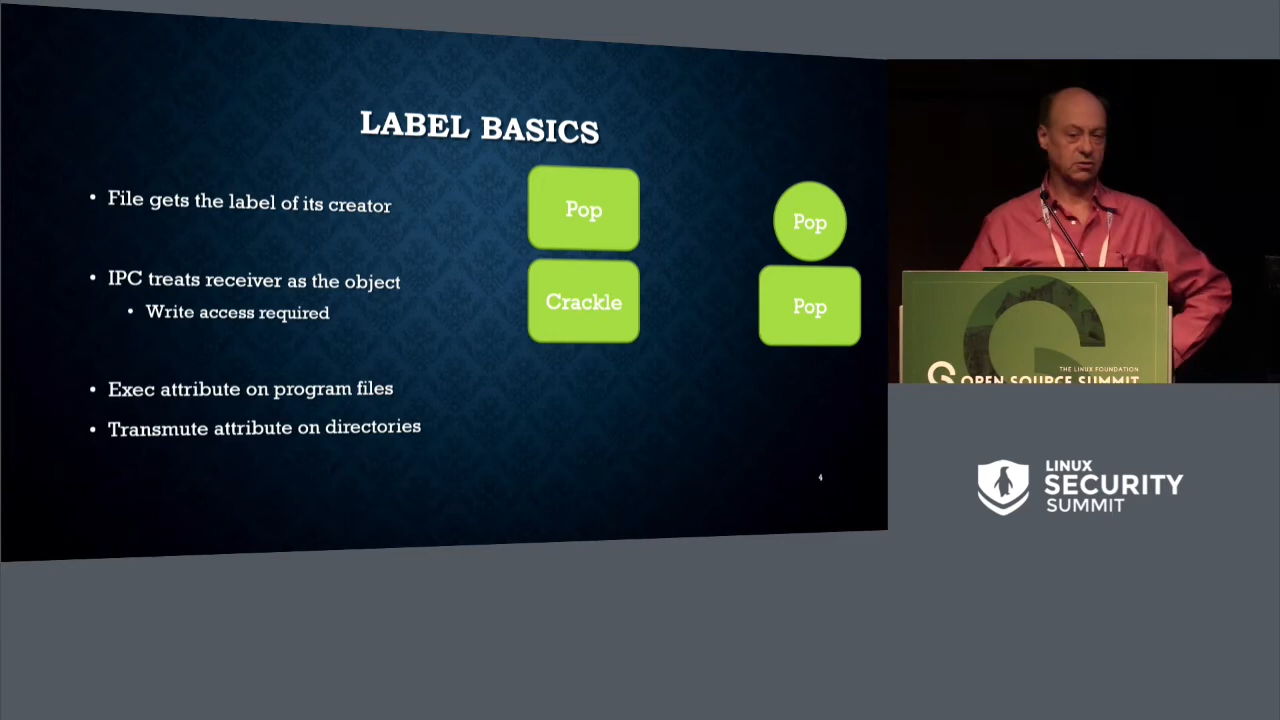 LABEL BASICS
• File gets the label of its creator
• IPC treats receiver as the object
• Write access required
• Exec attribute on program files
• Transmute attribute on directories
Pop
Crackle
Pop
Pop
4
THE LINUX FOUNDATION
OPEN SOURCE SUMMIT
LINUX
SECURITY
SUMMIT